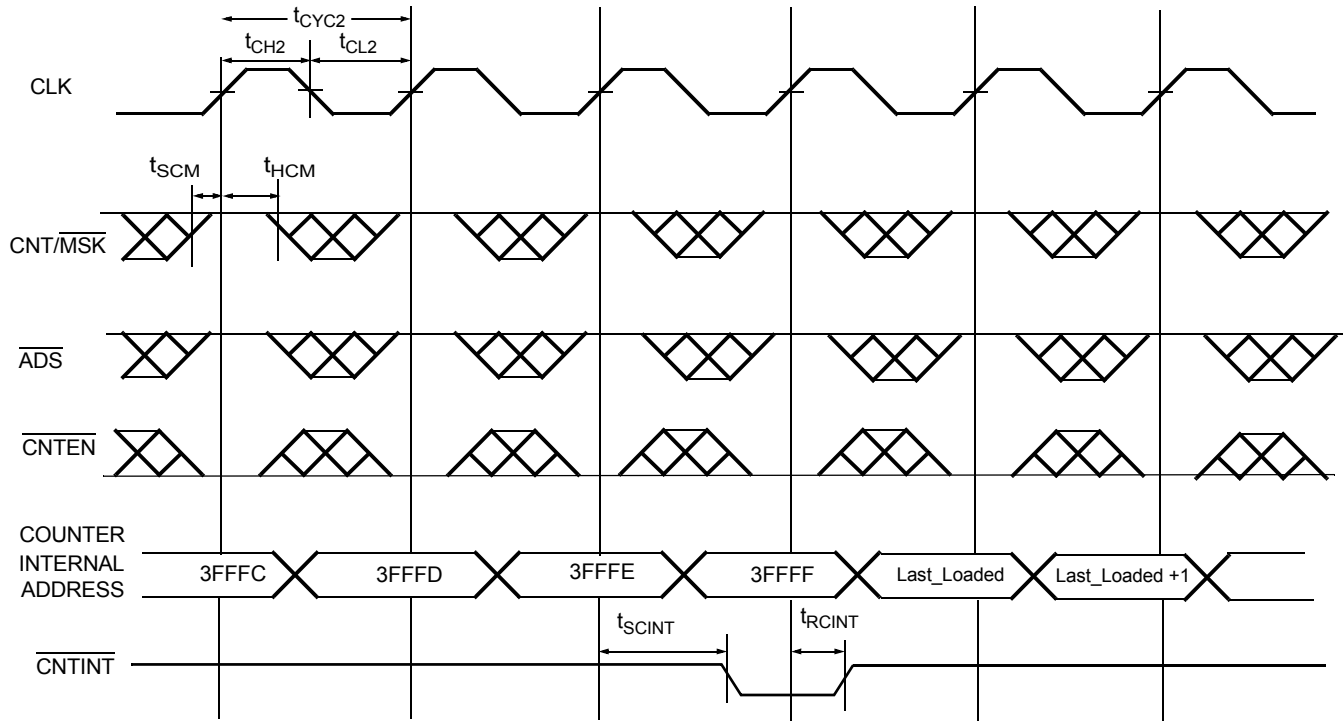 tCYC2
tCH2 tCL2
CLK
tSCM tHCM
CNT/MSK
ADS
CNTEN
COUNTER
INTERNAL
ADDRESS
3FFFC 3FFFD 3FFFE 3FFFF Last_Loaded Last_Loaded +1
tSCINT tRCINT
CNTINT